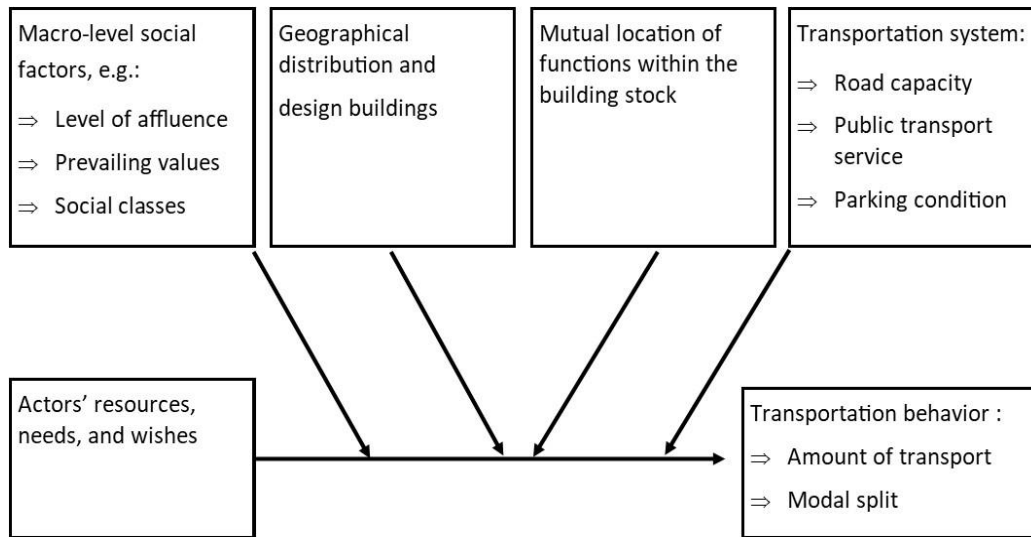 Macro-level social
factors, e.g.:
⇒ Level of affluence
⇒ Prevailing values
⇒ Social classes
Geographical
distribution and
design buildings
Mutual location of
functions within the
building stock
Transportation system:
⇒ Road capacity
⇒ Public transport
service
⇒ Parking condition
Actors’ resources,
needs, and wishes
Transportation behavior :
⇒ Amount of transport
⇒ Modal split